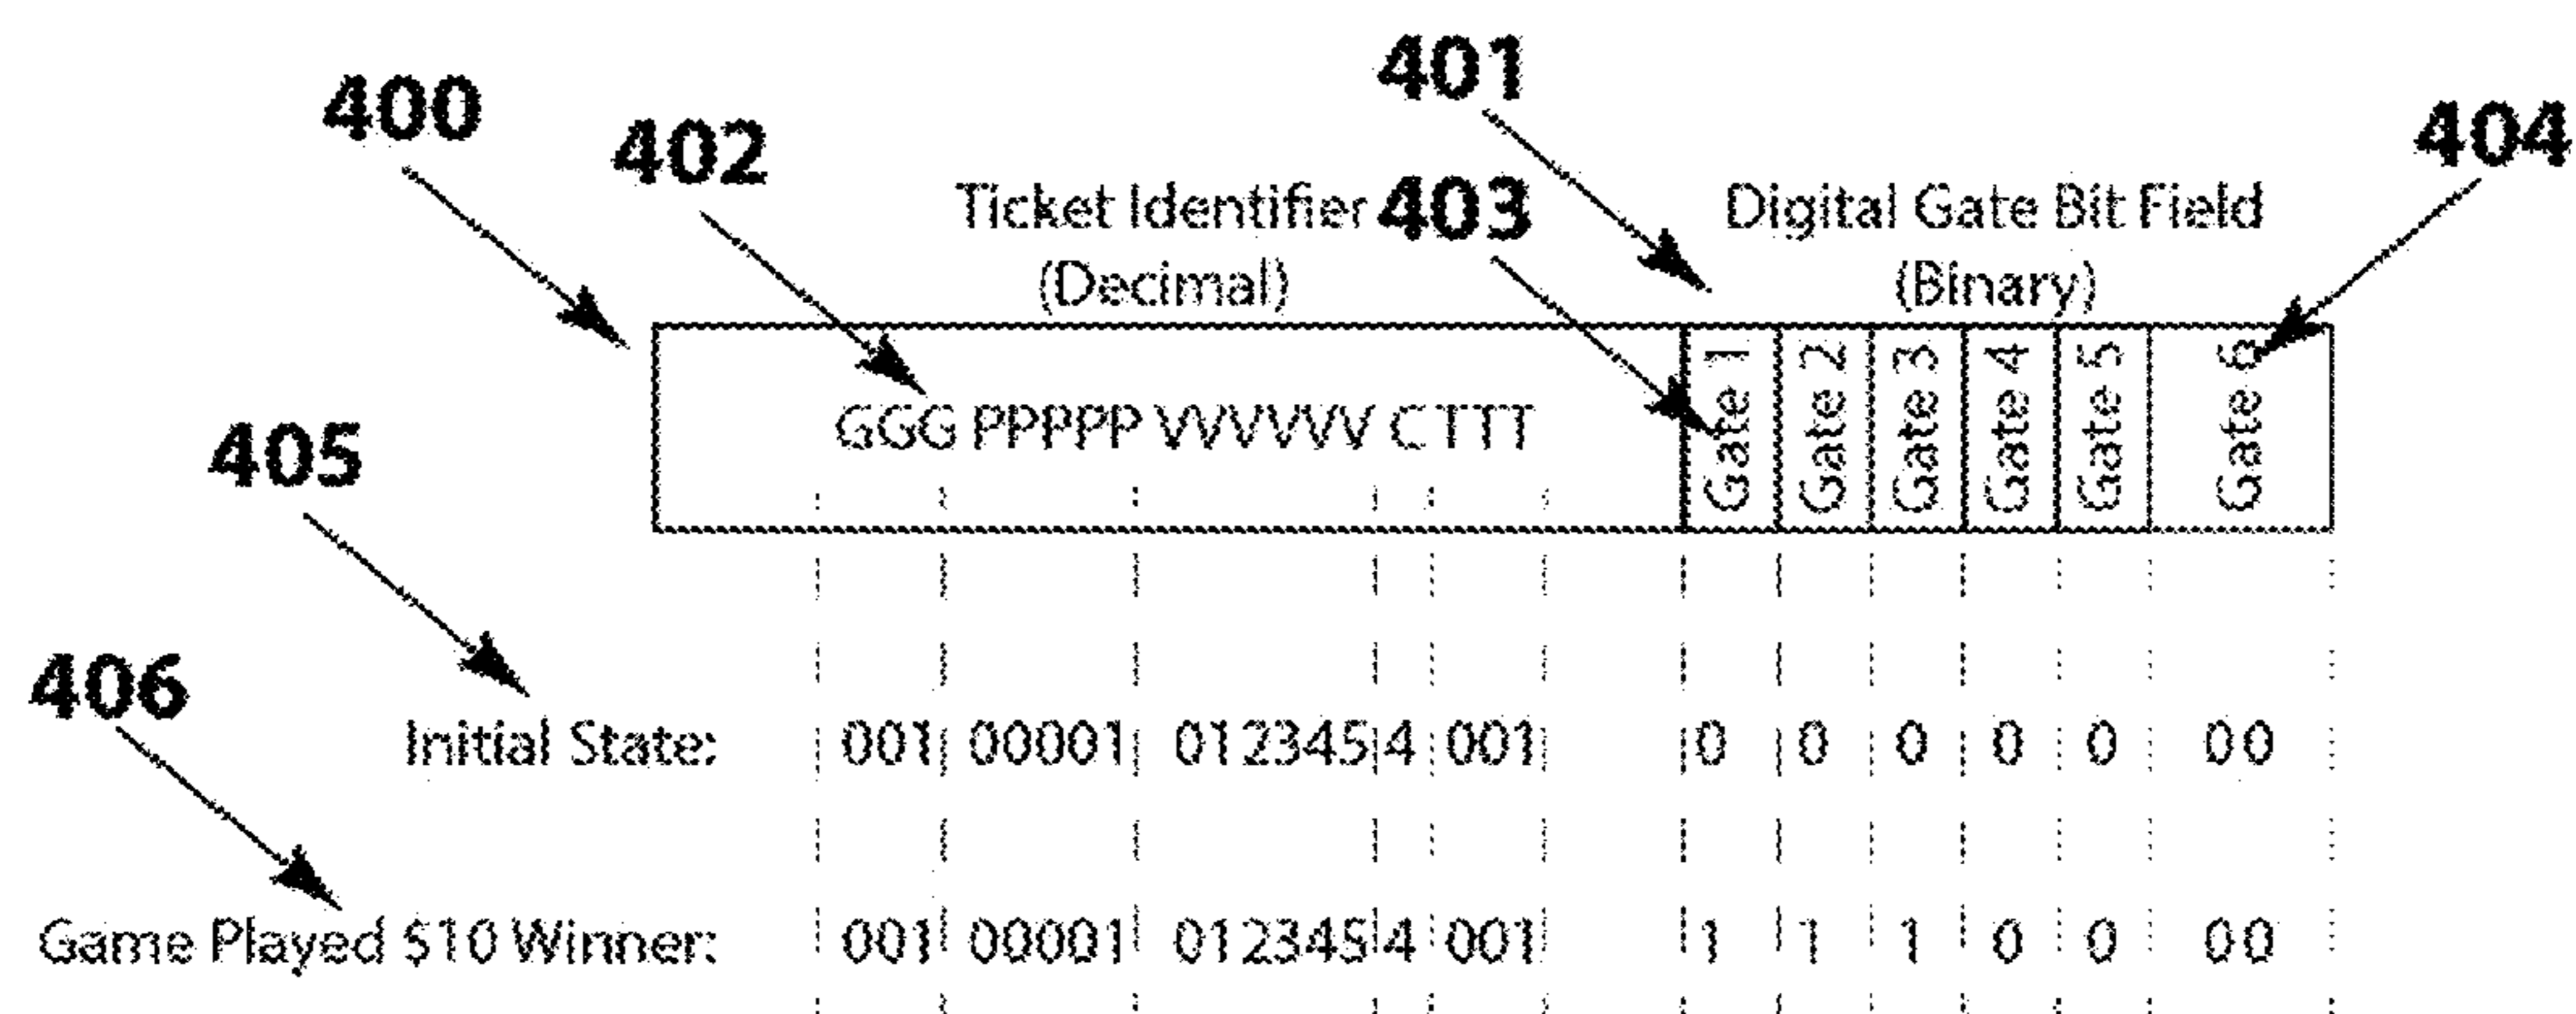 401
400
404
402
Ticket Identifier 403 Digital Gate Bit Field
(Decimal) (Binary)
GGG PPPPP VVVVVV C TTT Gate 1 Gate 2 Gate 3 Gate 4 Gate 5 Gate 6
405
406
Initial State: 001 00001 012345 4 001 0 0 0 0 0 00
Game Played $10 Winner: 001 00001 012345 4 001 1 1 1 0 0 00